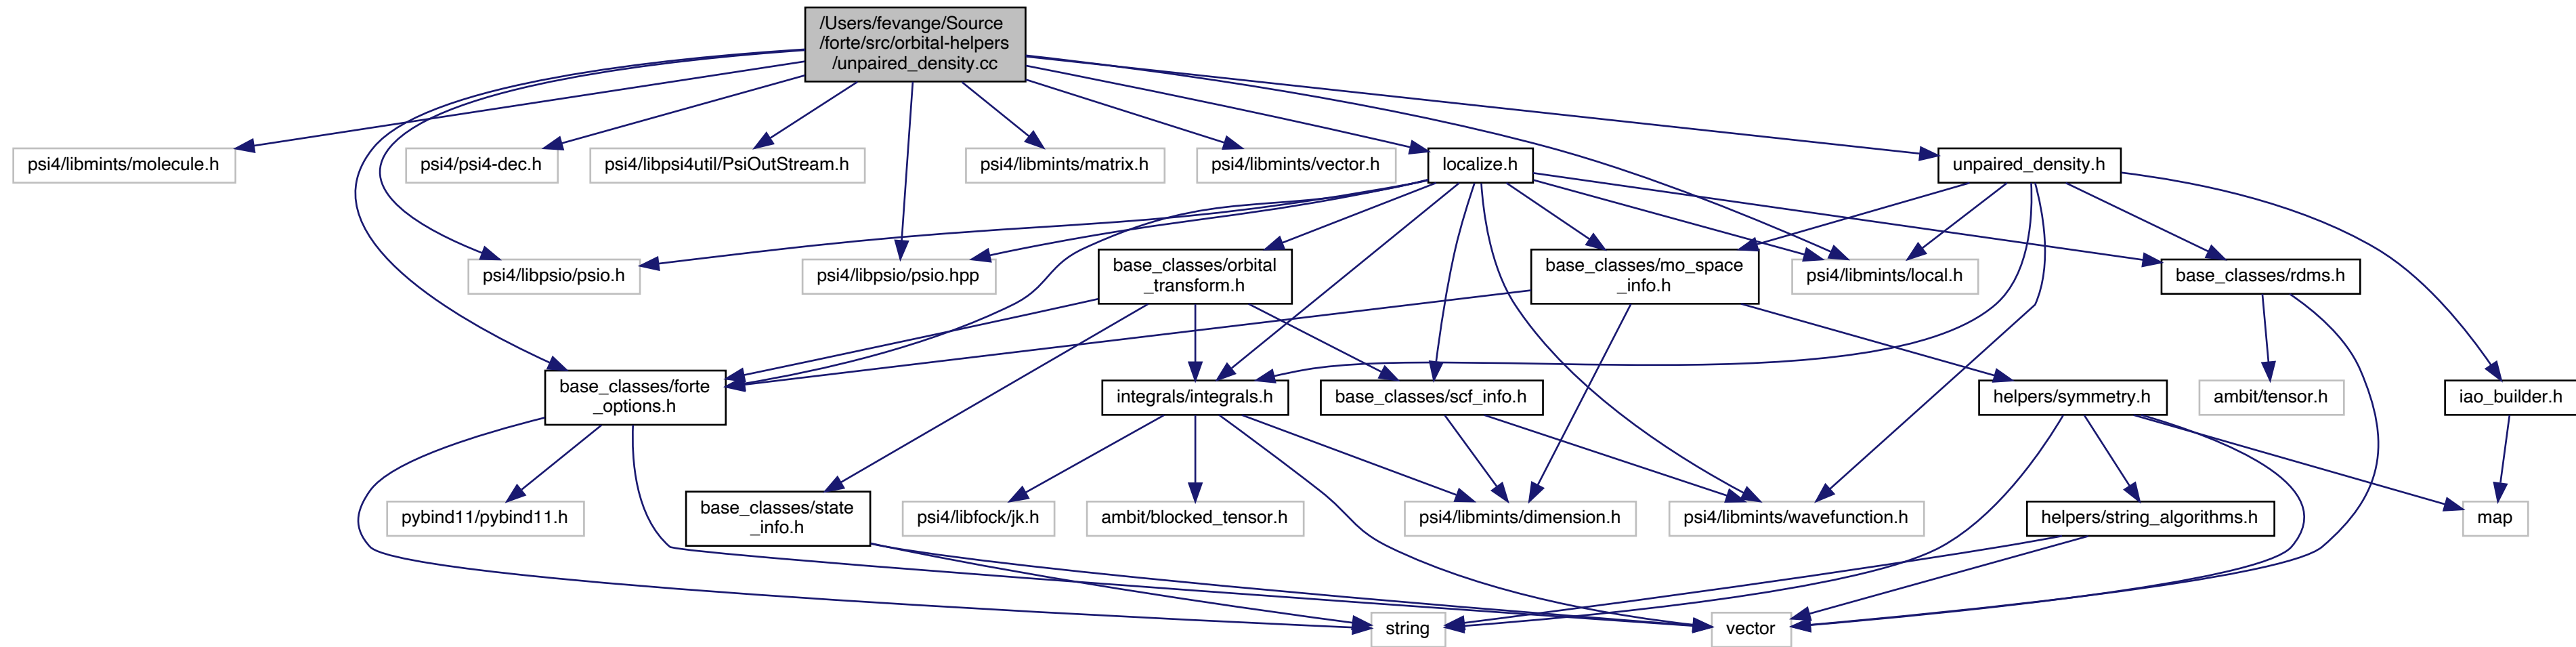 /Users/fevange/Source
/forte/src/orbital-helpers
/unpaired_density.cc
psi4/libmints/molecule.h
psi4/psi4-dec.h
psi4/libpsi4util/PsiOutStream.h
psi4/libmints/matrix.h
psi4/libmints/vector.h
localize.h
unpaired_density.h
psi4/libpsio/psio.h
psi4/libpsio/psio.hpp
base_classes/orbital
_transform.h
base_classes/mo_space
_info.h
psi4/libmints/local.h
base_classes/rdms.h
base_classes/forte
_options.h
integrals/integrals.h
base_classes/scf_info.h
helpers/symmetry.h
ambit/tensor.h
iao_builder.h
pybind11/pybind11.h
base_classes/state
_info.h
psi4/libfock/jk.h
ambit/blocked_tensor.h
psi4/libmints/dimension.h
psi4/libmints/wavefunction.h
helpers/string_algorithms.h
map
string
vector